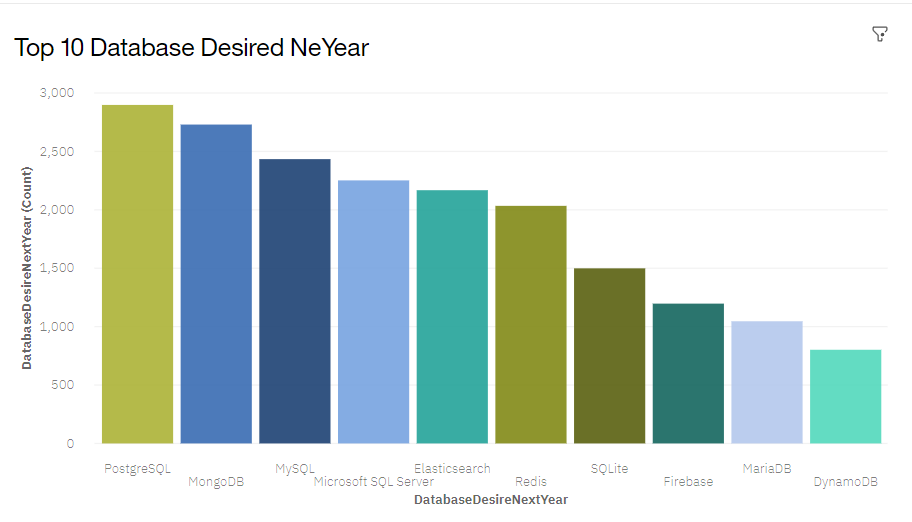 Top 10 Database Desired NeYear
3,000
2,500
2,000
1,500
1,000
500
0
DatabaseDesireNextYear (Count)
PostgreSQL
MongoDB
MySQL
Microsoft SQL Server
Elasticsearch
Redis
SQLite
Firebase
MariaDB
DynamoDB
DatabaseDesireNextYear